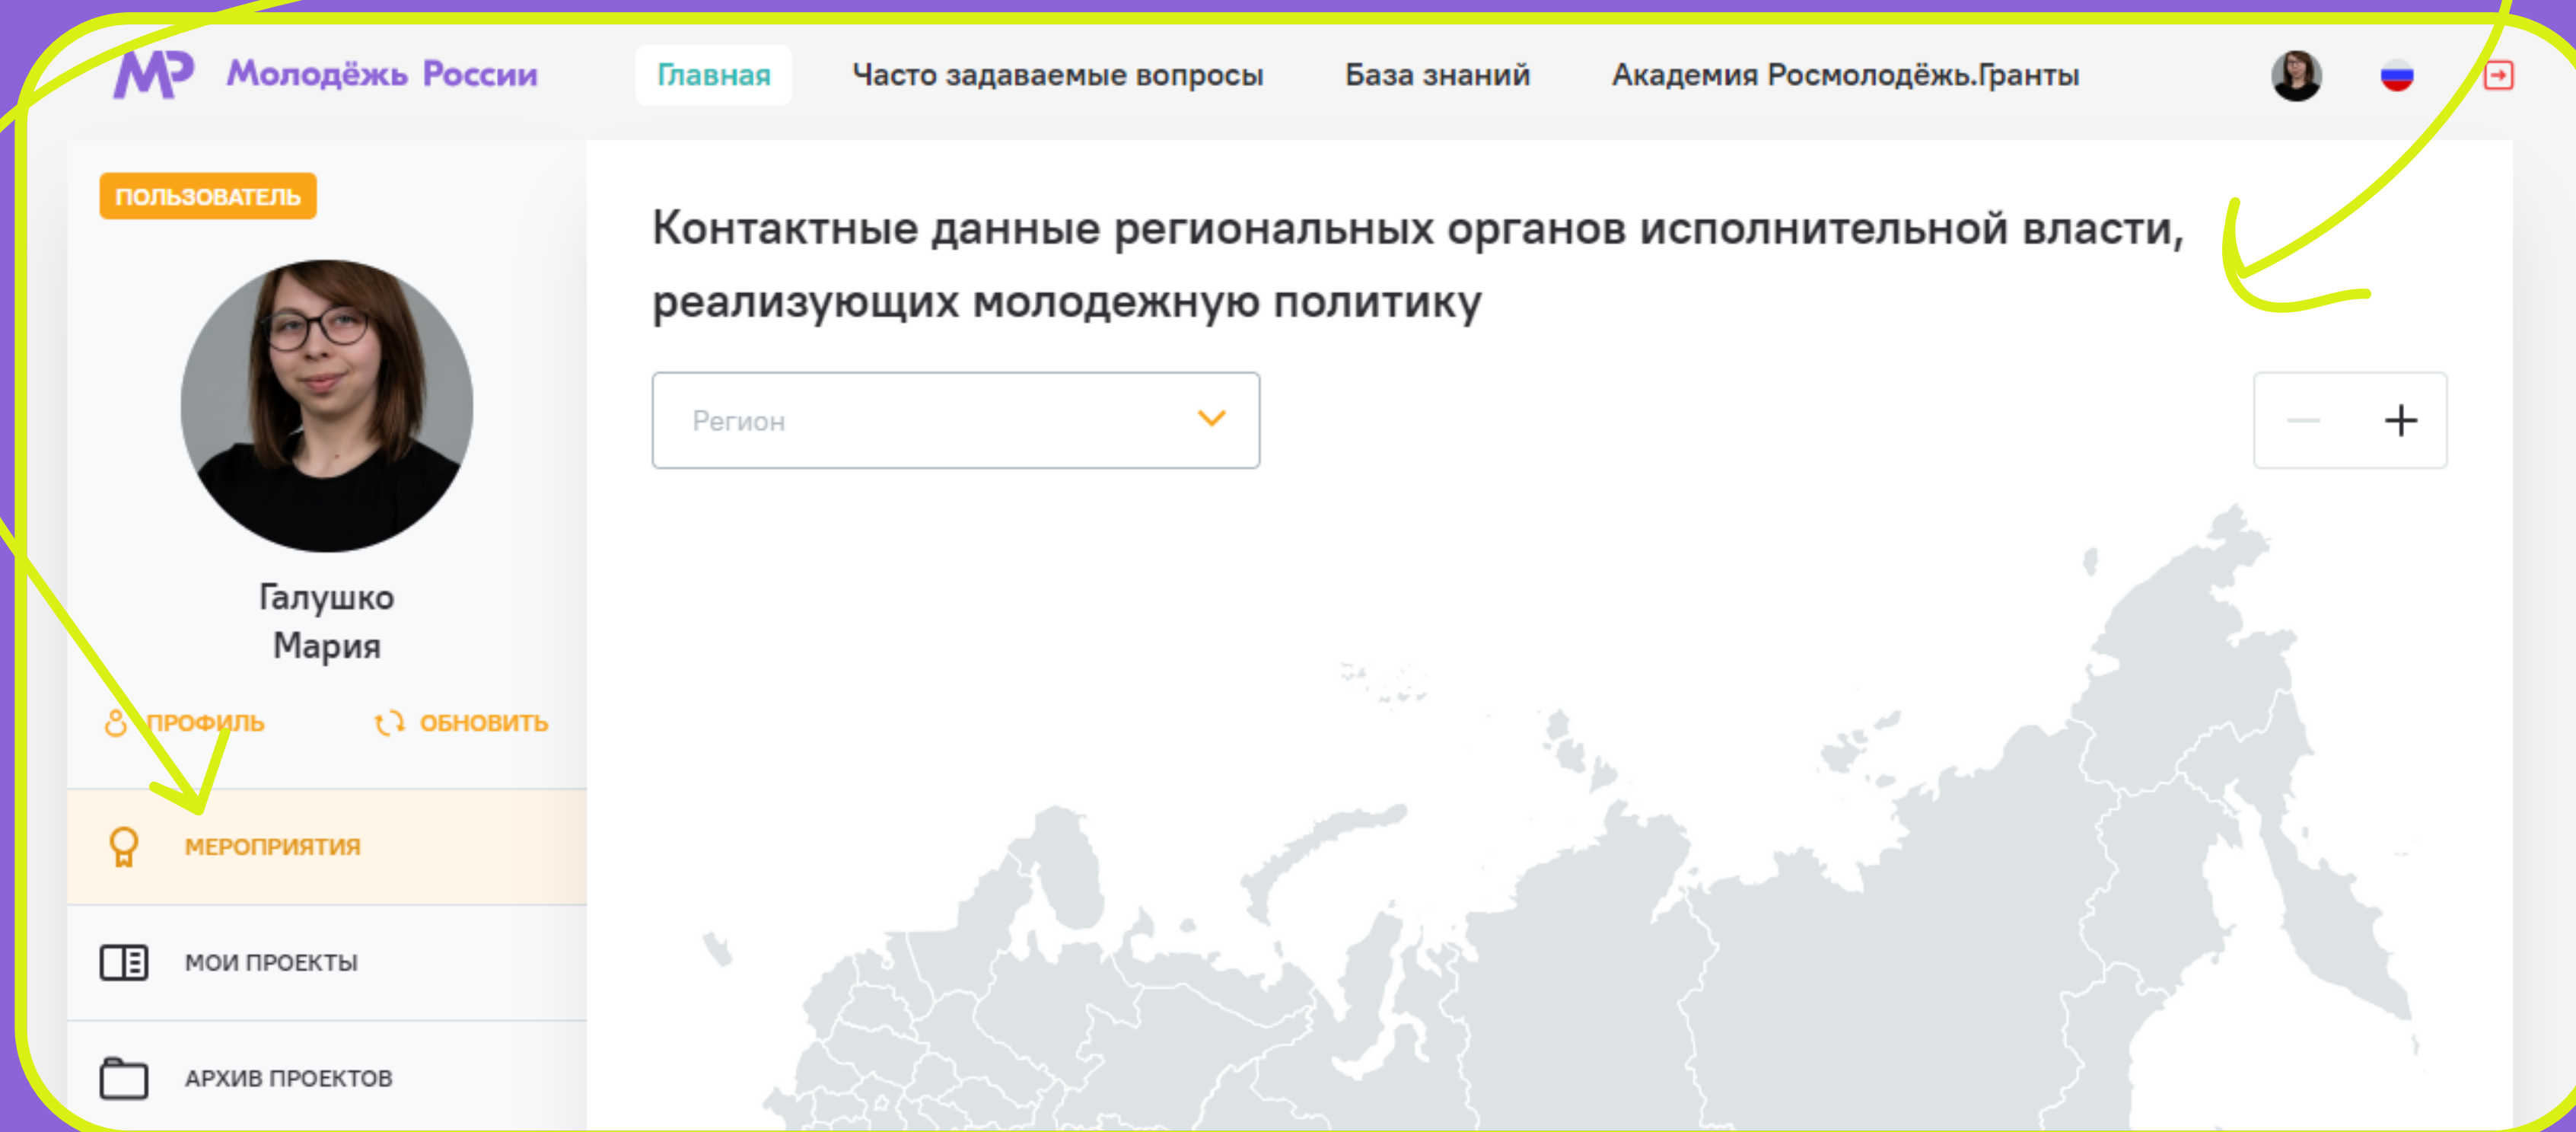 МР Молодёжь России
Главная
Часто задаваемые вопросы
База знаний
Академия Росмолодёжь.Гранты
ПОЛЬЗОВАТЕЛЬ
Галушко
Мария
ПРОФИЛЬ
ОБНОВИТЬ
МЕРОПРИЯТИЯ
МОИ ПРОЕКТЫ
АРХИВ ПРОЕКТОВ
Контактные данные региональных органов исполнительной власти,
реализующих молодежную политику
Регион